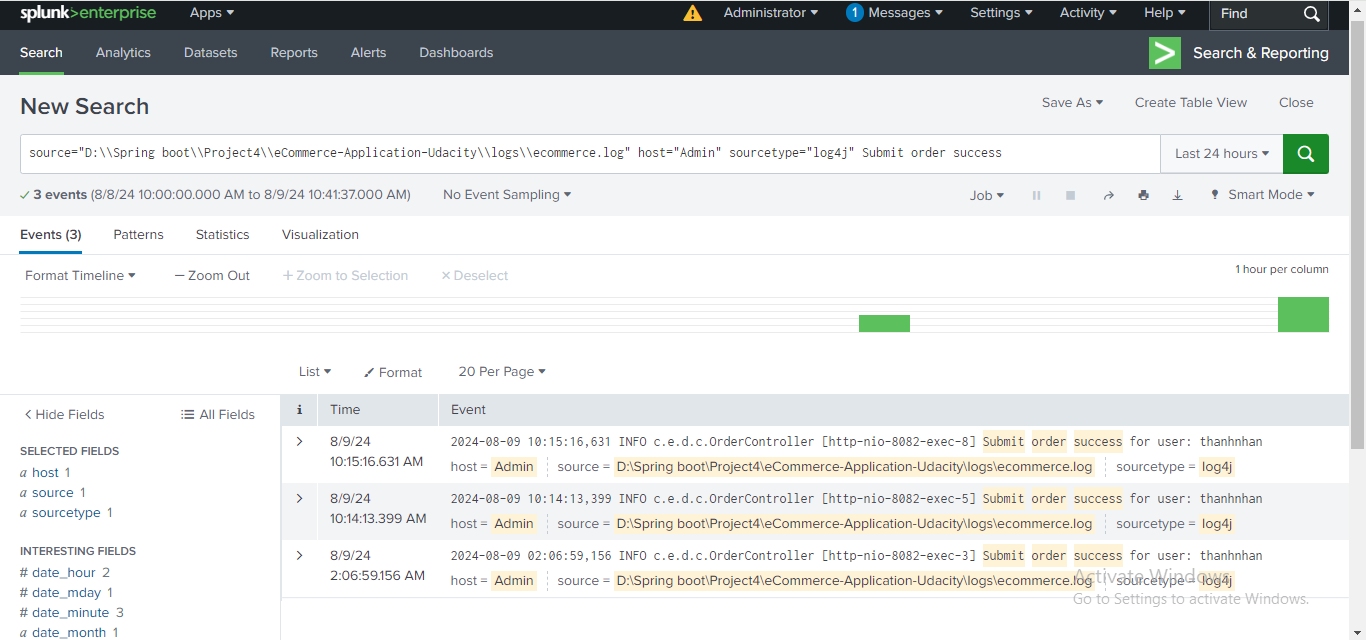 splunk>enterprise Apps Administrator 1 Messages Settings Activity Help Find
Search Analytics Datasets Reports Alerts Dashboards Search & Reporting
New Search Save As Create Table View Close
source="D:\\Spring boot\\Project4\\eCommerce-Application-Udacity\\logs\\ecommerce.log" host="Admin" sourcetype="log4j" Submit order success Last 24 hours
3 events (8/8/24 10:00:00.000 AM to 8/9/24 10:41:37.000 AM) No Event Sampling Job Smart Mode
Events (3) Patterns Statistics Visualization
Format Timeline — Zoom Out + Zoom to Selection × Deselect 1 hour per column
List Format 20 Per Page
< Hide Fields All Fields i Time Event
SELECTED FIELDS
a host 1
a source 1
a sourcetype 1
INTERESTING FIELDS
# date_hour 2
# date_mday 1
# date_minute 3
a date_month 1
> 8/9/24 2024-08-09 10:15:16,631 INFO c.e.d.c.OrderController [http-nio-8082-exec-8] Submit order success for user: thanhnhan
10:15:16.631 AM host = Admin source = D:\Spring boot\Project4\eCommerce-Application-Udacity\logs\ecommerce.log sourcetype = log4j
> 8/9/24 2024-08-09 10:14:13,399 INFO c.e.d.c.OrderController [http-nio-8082-exec-5] Submit order success for user: thanhnhan
10:14:13.399 AM host = Admin source = D:\Spring boot\Project4\eCommerce-Application-Udacity\logs\ecommerce.log sourcetype = log4j
> 8/9/24 2024-08-09 02:06:59,156 INFO c.e.d.c.OrderController [http-nio-8082-exec-3] Submit order success for user: thanhnhan
2:06:59.156 AM host = Admin source = D:\Spring boot\Project4\eCommerce-Application-Udacity\logs\ecommerce.log sourcetype = log4j
Activate Windows
Go to Settings to activate Windows.